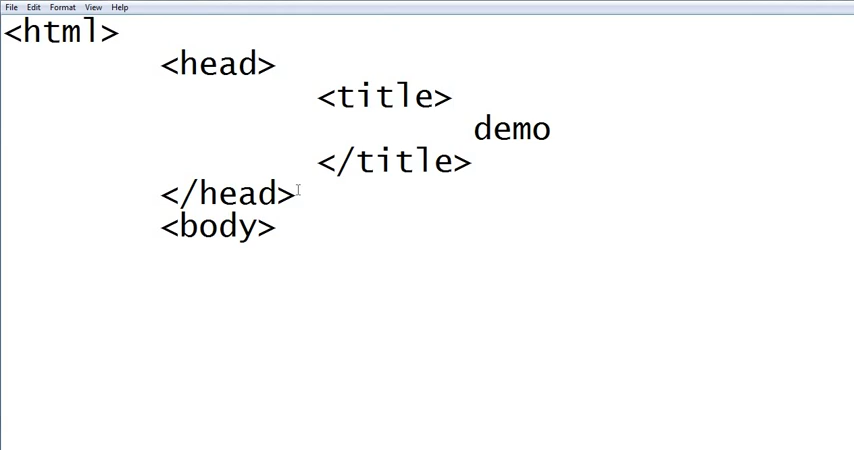 File Edit Format View Help
<html>
<head>
<title>
demo
</title>
</head>
<body>